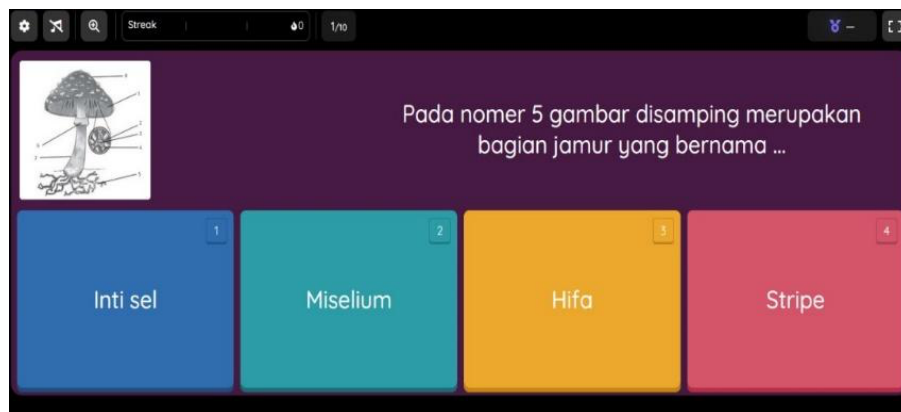 Streak
0
1/10
Pada nomer 5 gambar disamping merupakan
bagian jamur yang bernama ...
1
2
3
4
Inti sel
Miselium
Hifa
Stripe